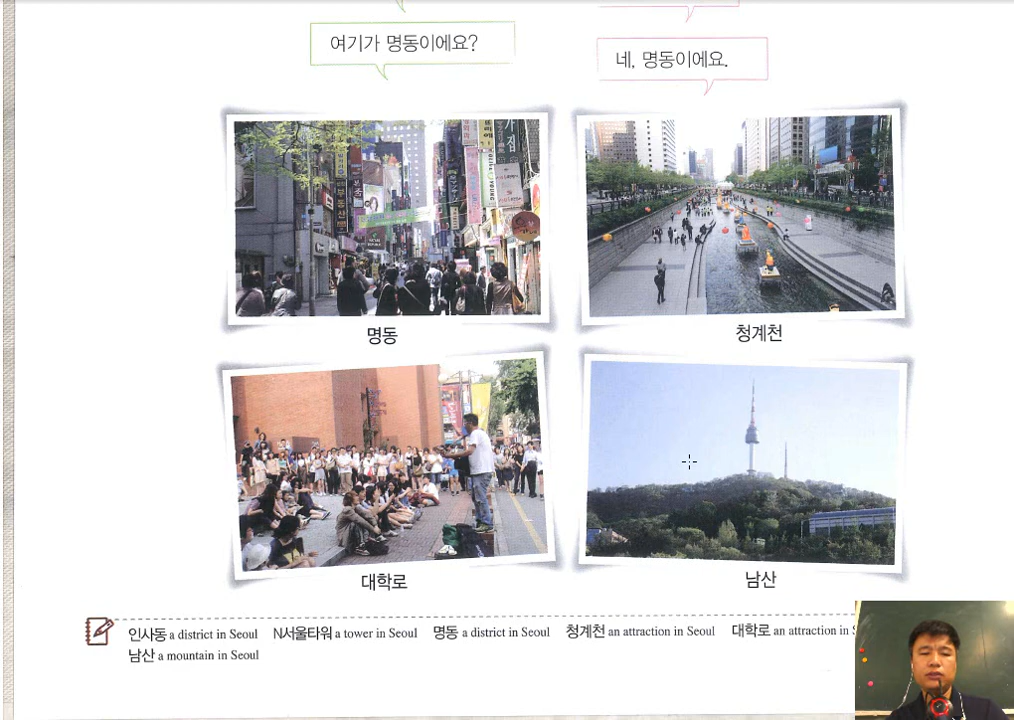 여기가 명동이에요?
네, 명동이에요.
명동
청계천
대학로
남산
인사동 a district in Seoul N서울타워 a tower in Seoul 명동 a district in Seoul 청계천 an attraction in Seoul 대학로 an attraction in
남산 a mountain in Seoul